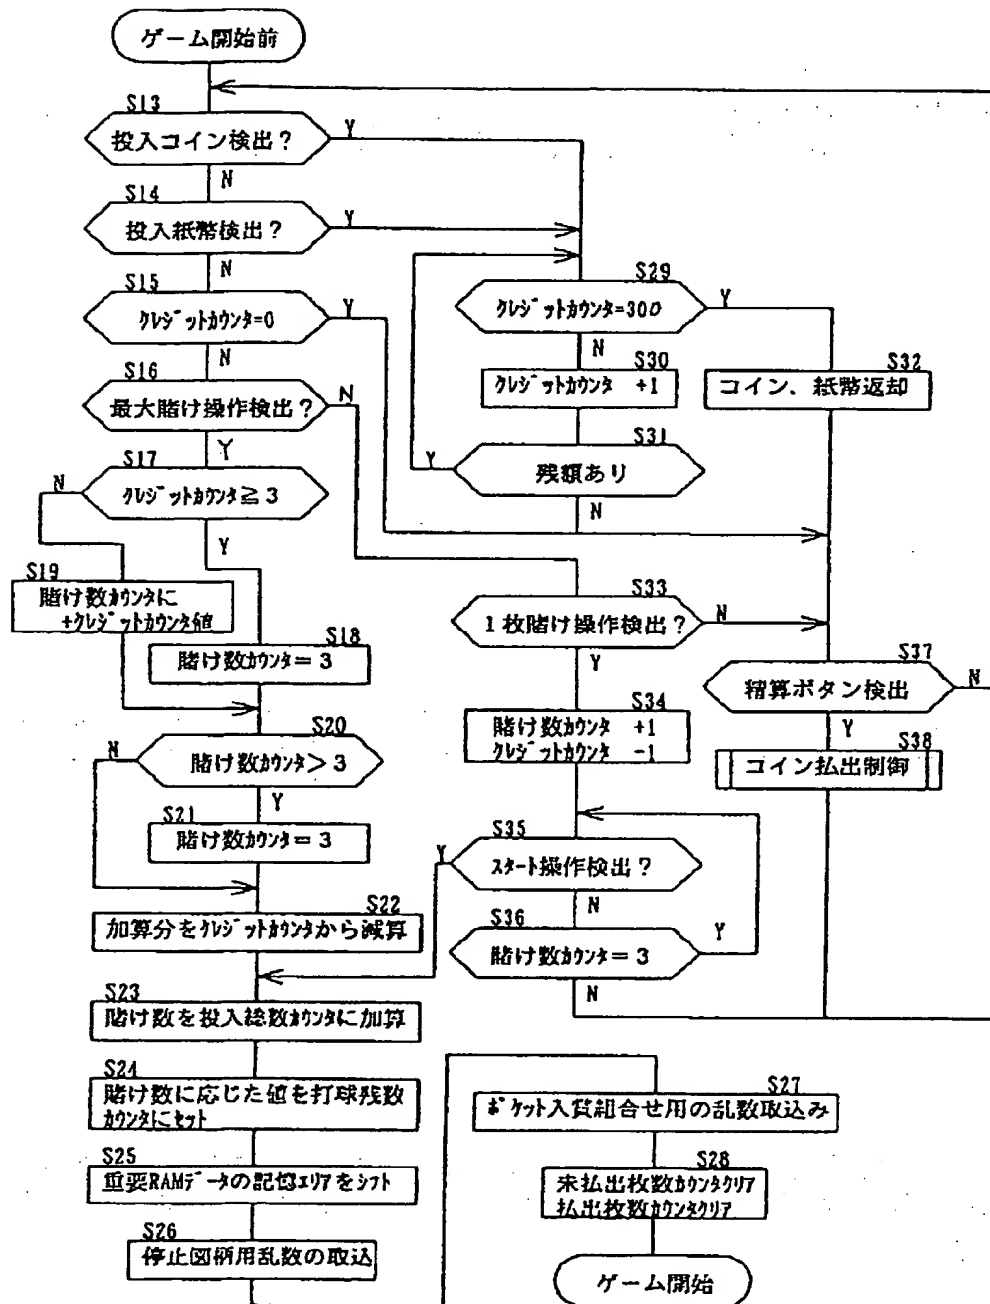 ゲーム開始前
S13
投入コイン検出？
Y
N
S14
投入紙幣検出？
Y
N
S15
ｸﾚｼﾞｯﾄｶｳﾝﾀ=0
Y
N
S16
最大賭け操作検出？
N
Y
S17
ｸﾚｼﾞｯﾄｶｳﾝﾀ≧3
N
Y
S19
賭け数ｶｳﾝﾀに
+ｸﾚｼﾞｯﾄｶｳﾝﾀ値
S18
賭け数ｶｳﾝﾀ＝3
S20
賭け数ｶｳﾝﾀ＞3
N
Y
S21
賭け数ｶｳﾝﾀ＝3
S22
加算分をｸﾚｼﾞｯﾄｶｳﾝﾀから減算
S23
賭け数を投入総数ｶｳﾝﾀに加算
S24
賭け数に応じた値を打球残数
ｶｳﾝﾀにｾｯﾄ
S25
重要RAMﾃﾞｰﾀの記憶ｴﾘｱをｼﾌﾄ
S26
停止図柄用乱数の取込
S29
ｸﾚｼﾞｯﾄｶｳﾝﾀ=300
Y
N
S30
ｸﾚｼﾞｯﾄｶｳﾝﾀ +1
S31
残額あり
Y
N
S32
コイン、紙幣返却
S33
1枚賭け操作検出？
N
Y
S34
賭け数ｶｳﾝﾀ +1
ｸﾚｼﾞｯﾄｶｳﾝﾀ -1
S35
ｽﾀｰﾄ操作検出？
Y
N
S36
賭け数ｶｳﾝﾀ＝3
Y
N
S37
精算ボタン検出
N
Y
S38
コイン払出制御
S27
ﾎﾟｹｯﾄ入賞組合せ用の乱数取込み
S28
未払出枚数ｶｳﾝﾀｸﾘｱ
払出枚数ｶｳﾝﾀｸﾘｱ
ゲーム開始